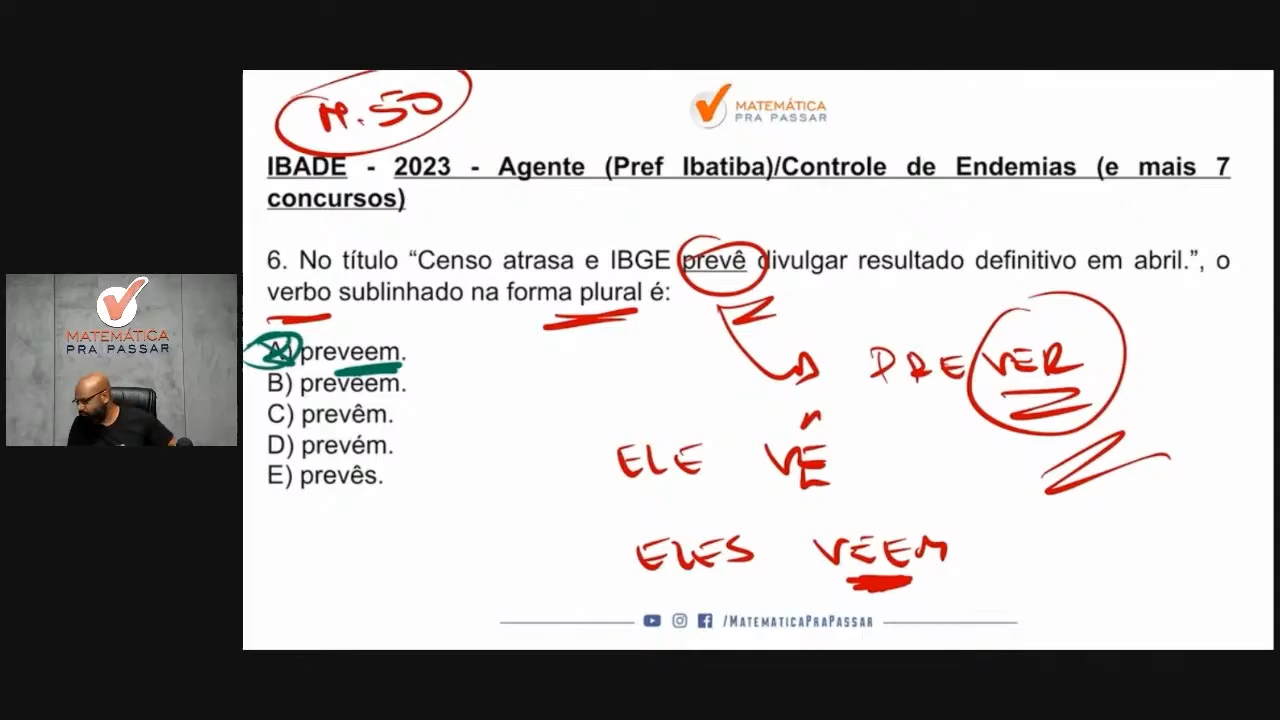 M.50
MATEMÁTICA
PRA PASSAR
IBADE - 2023 - Agente (Pref Ibatiba)/Controle de Endemias (e mais 7
concursos)
6. No título “Censo atrasa e IBGE prevê divulgar resultado definitivo em abril.”, o
verbo sublinhado na forma plural é:
A) preveem.
B) prevêem.
C) prevêm.
D) prevém.
E) prevês.
PREVER
ELE VÊ
ELES VEEM
MATEMÁTICA
PRA PASSAR
/MATEMATICAPRAPASSAR